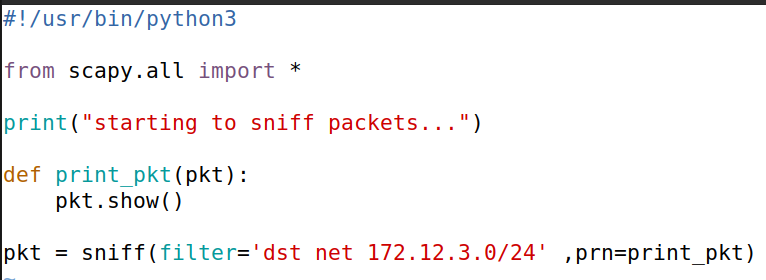 #!/usr/bin/python3
from scapy.all import *
print("starting to sniff packets...")
def print_pkt(pkt):
    pkt.show()
pkt = sniff(filter='dst net 172.12.3.0/24' ,prn=print_pkt)
~